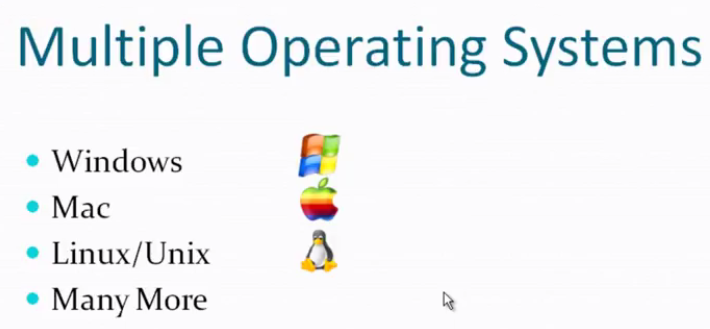 Multiple Operating Systems
Windows
Mac
Linux/Unix
Many More